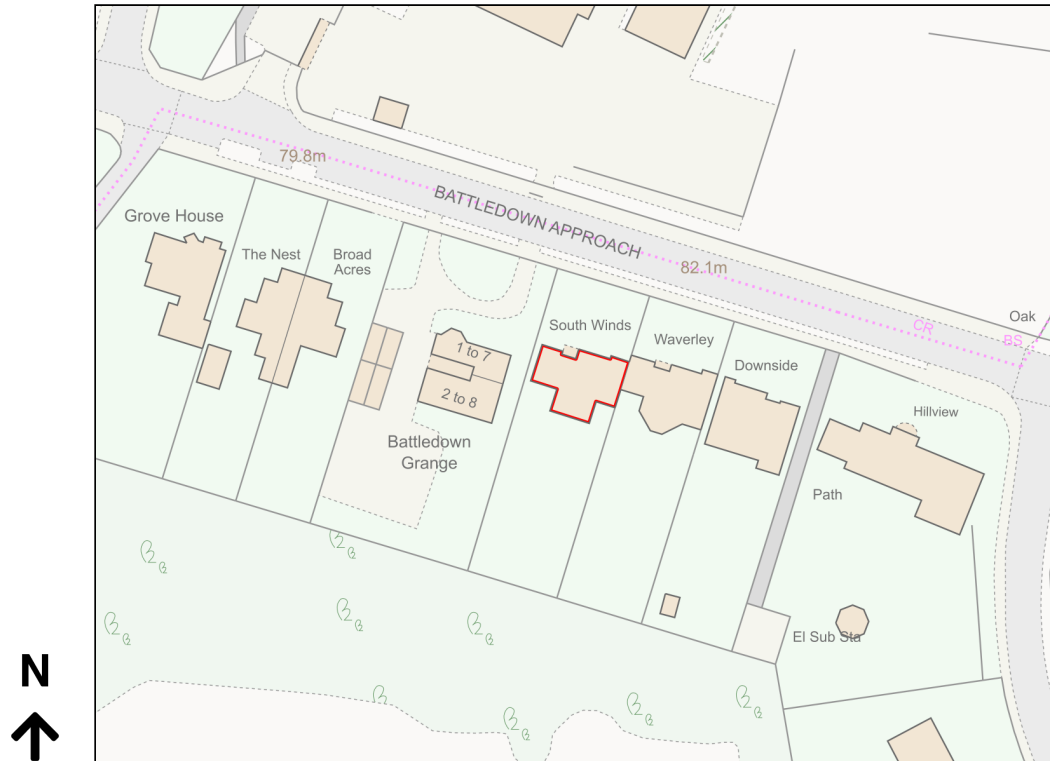 79.8m
BATTLEDOWN APPROACH
Grove House
The Nest
Broad
Acres
82.1m
Oak
CR
BS
South Winds
Waverley
1 to 7
Downside
2 to 8
Hillview
Battledown
Grange
Path
El Sub Sta
N